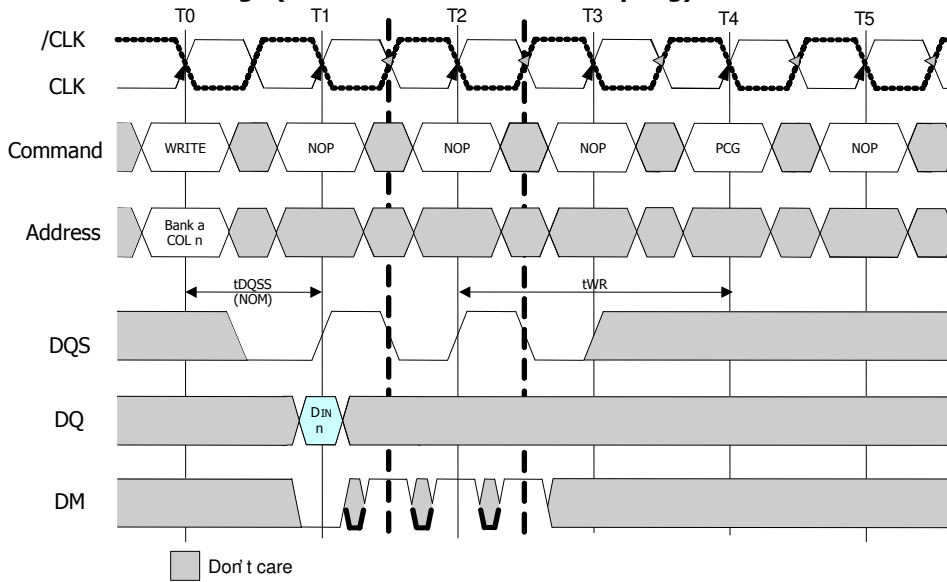 T0 T1 T2 T3 T4 T5
/CLK
CLK
Command WRITE NOP NOP NOP PCG NOP
Address Bank a
COL n
tDQSS
(NOM)
tWR
DQS
DQ DIN
n
DM
Don't care